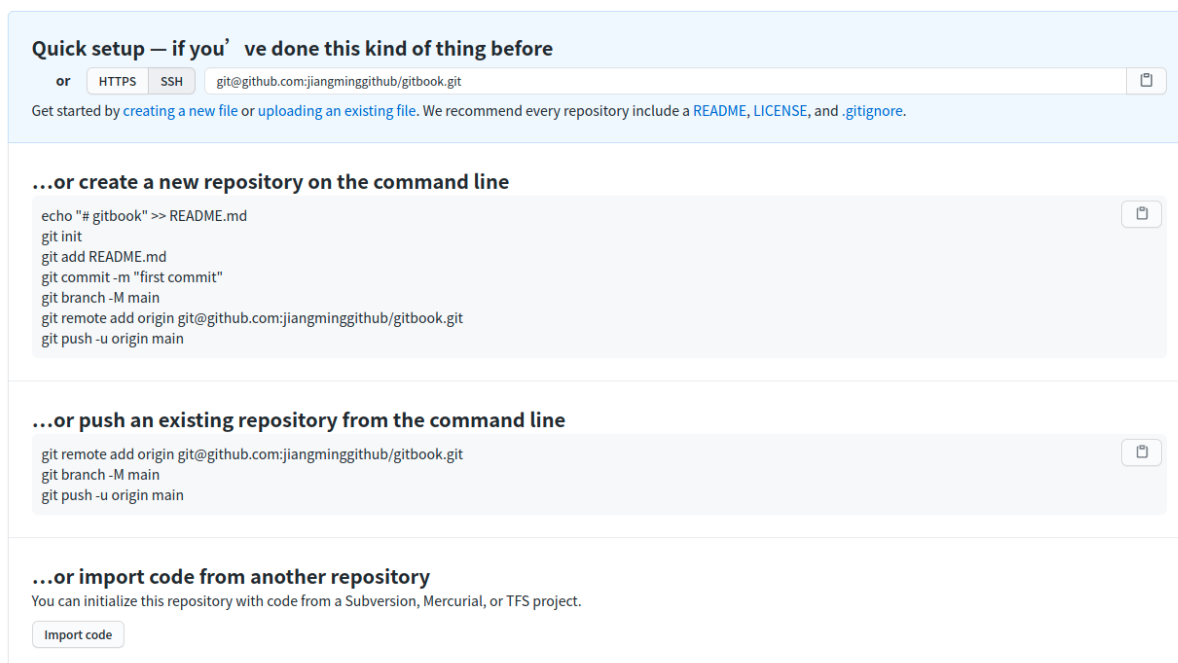 Quick setup — if you’ve done this kind of thing before
or HTTPS SSH git@github.com:jiangminggithub/gitbook.git
Get started by creating a new file or uploading an existing file. We recommend every repository include a README, LICENSE, and .gitignore.
…or create a new repository on the command line
echo "# gitbook" >> README.md
git init
git add README.md
git commit -m "first commit"
git branch -M main
git remote add origin git@github.com:jiangminggithub/gitbook.git
git push -u origin main
…or push an existing repository from the command line
git remote add origin git@github.com:jiangminggithub/gitbook.git
git branch -M main
git push -u origin main
…or import code from another repository
You can initialize this repository with code from a Subversion, Mercurial, or TFS project.
Import code